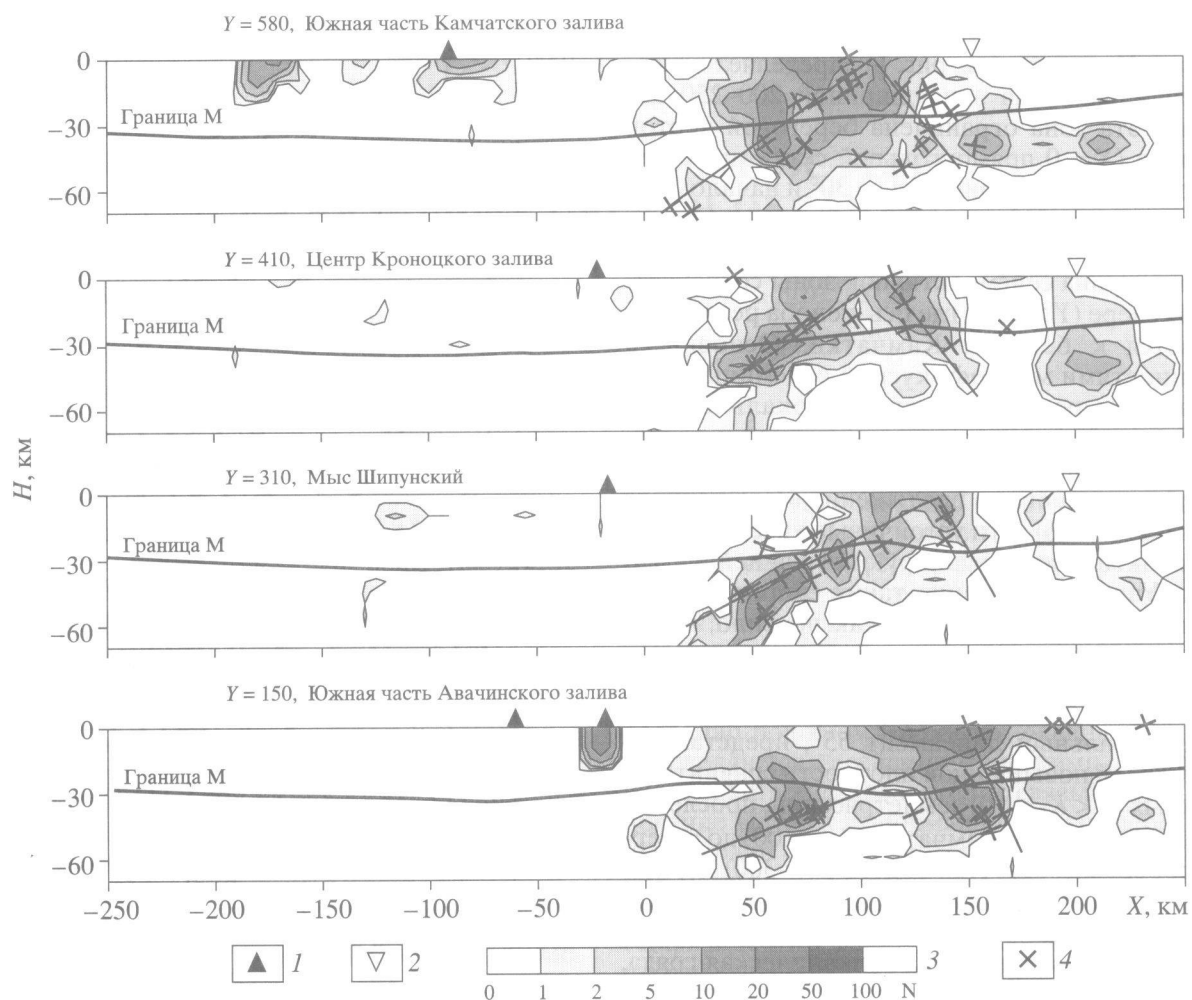 Y = 580, Южная часть Камчатского залива
0
Граница М
−30
−60
Y = 410, Центр Кроноцкого залива
0
Граница М
−30
−60
H, км
Y = 310, Мыс Шипунский
0
Граница М
−30
−60
Y = 150, Южная часть Авачинского залива
0
Граница М
−30
−60
−250 −200 −150 −100 −50 0 50 100 150 200 X, км
1 2 3 4
0 1 2 5 10 20 50 100 N